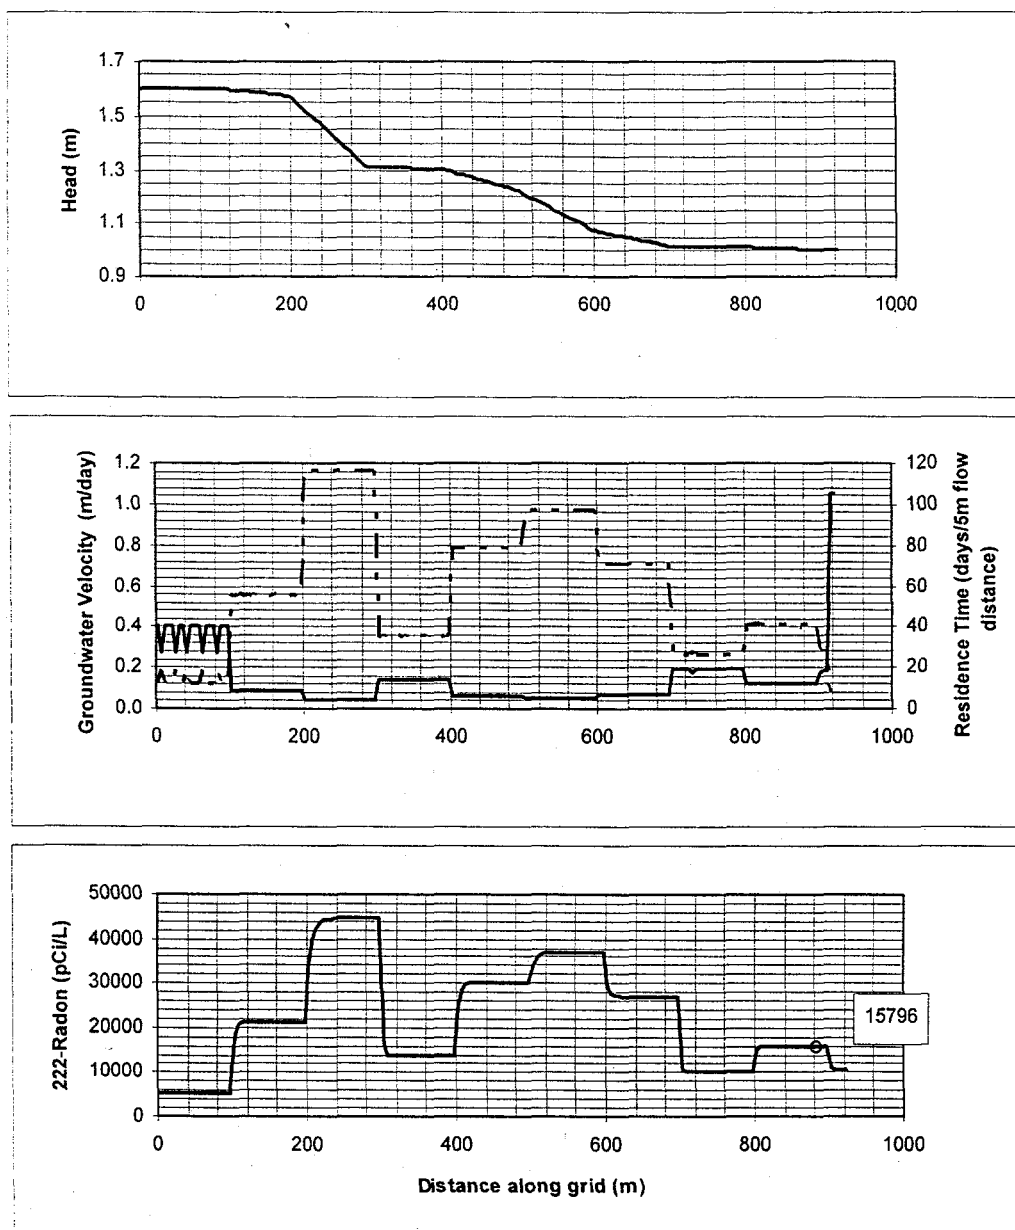 1.7
1.5
1.3
1.1
0.9
Head (m)
0 200 400 600 800 1000
1.2
1.0
0.8
0.6
0.4
0.2
0.0
Groundwater Velocity (m/day)
120
100
80
60
40
20
0
Residence Time (days/5m flow
distance)
0 200 400 600 800 1000
50000
40000
30000
20000
10000
0
222-Radon (pCi/L)
15796
0 200 400 600 800 1000
Distance along grid (m)